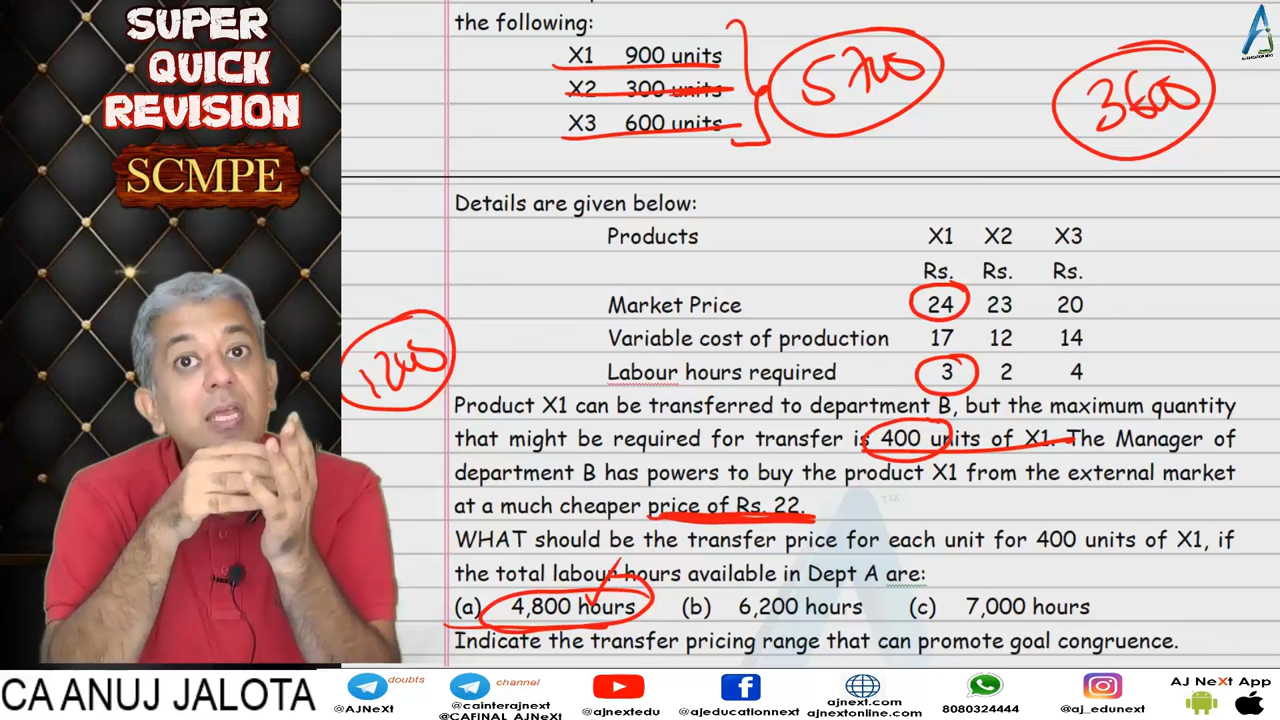 SUPER
QUICK
REVISION
SCMPE
the following:
X1 900 units
X2 300 units
X3 600 units
5700
3600
Details are given below:
Products X1 X2 X3
Rs. Rs. Rs.
Market Price 24 23 20
Variable cost of production 17 12 14
Labour hours required 3 2 4
1200
Product X1 can be transferred to department B, but the maximum quantity
that might be required for transfer is 400 units of X1. The Manager of
department B has powers to buy the product X1 from the external market
at a much cheaper price of Rs. 22.
WHAT should be the transfer price for each unit for 400 units of X1, if
the total labour hours available in Dept A are:
(a) 4,800 hours (b) 6,200 hours (c) 7,000 hours
Indicate the transfer pricing range that can promote goal congruence.
CA ANUJ JALOTA
doubts
@AJNeXt
channel
@cainterajnext
@CAFINAL_AJNeXt
@ajnextedu
@ajeducationnext
ajnext.com
ajnextonline.com
8080324444
@aj_edunext
AJ NeXt App